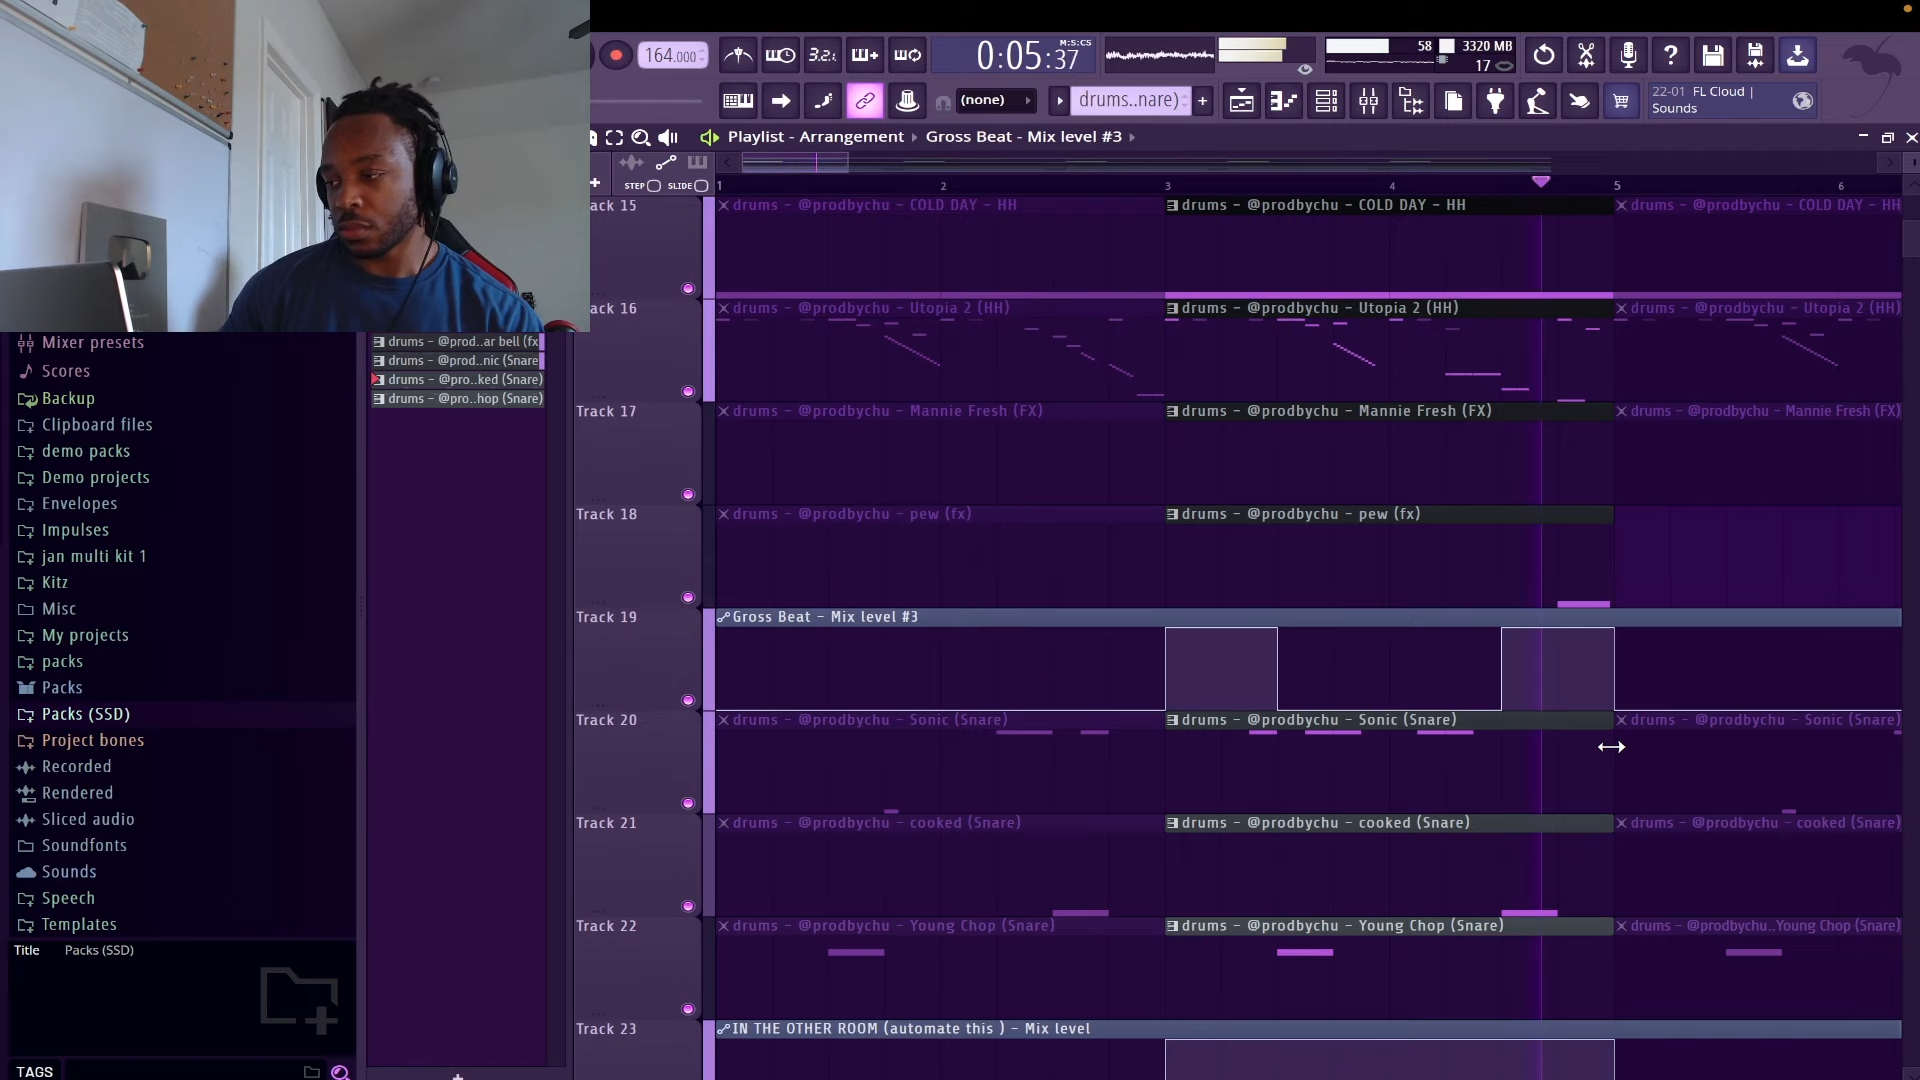 164.000
3.2.
M:S:CS
0:05:37
58
3320 MB
17
(none)
drums..nare)
22-01 FL Cloud |
Sounds
Playlist - Arrangement
Gross Beat - Mix level #3
STEP
SLIDE
1
2
3
4
5
6
ack 15
drums - @prodbychu - COLD DAY - HH
drums - @prodbychu - COLD DAY - HH
drums - @prodbychu - COLD DAY - HH
ack 16
drums - @prodbychu - Utopia 2 (HH)
drums - @prodbychu - Utopia 2 (HH)
drums - @prodbychu - Utopia 2 (HH)
Track 17
drums - @prodbychu - Mannie Fresh (FX)
drums - @prodbychu - Mannie Fresh (FX)
drums - @prodbychu - Mannie Fresh (FX)
Track 18
drums - @prodbychu - pew (fx)
drums - @prodbychu - pew (fx)
Track 19
Gross Beat - Mix level #3
Track 20
drums - @prodbychu - Sonic (Snare)
drums - @prodbychu - Sonic (Snare)
drums - @prodbychu - Sonic (Snare)
Track 21
drums - @prodbychu - cooked (Snare)
drums - @prodbychu - cooked (Snare)
drums - @prodbychu - cooked (Snare)
Track 22
drums - @prodbychu - Young Chop (Snare)
drums - @prodbychu - Young Chop (Snare)
drums - @prodbychu..Young Chop (Snare)
Track 23
IN THE OTHER ROOM (automate this ) - Mix level
drums - @prod..ar bell (fx
drums - @prod..nic (Snare
drums - @pro..ked (Snare)
drums - @pro..hop (Snare)
Mixer presets
Scores
Backup
Clipboard files
demo packs
Demo projects
Envelopes
Impulses
jan multi kit 1
Kitz
Misc
My projects
packs
Packs
Packs (SSD)
Project bones
Recorded
Rendered
Sliced audio
Soundfonts
Sounds
Speech
Templates
Title
Packs (SSD)
TAGS